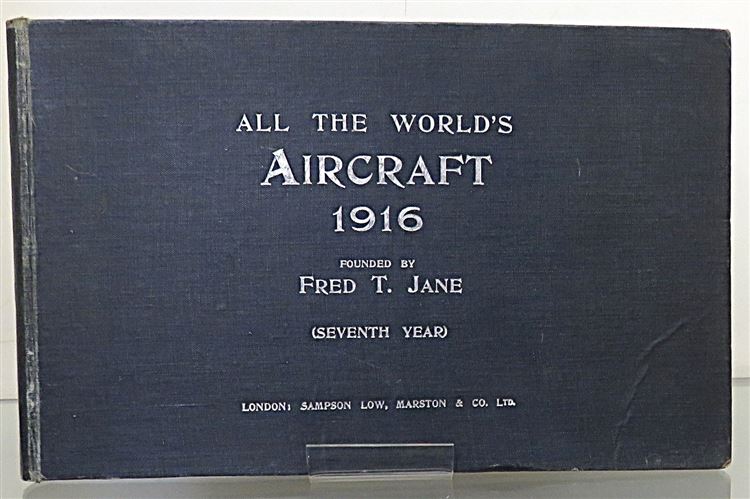 ALL THE WORLD'S
AIRCRAFT
1916
FOUNDED BY
FRED T. JANE
(SEVENTH YEAR)
LONDON: SAMPSON LOW, MARSTON & CO. LTD.